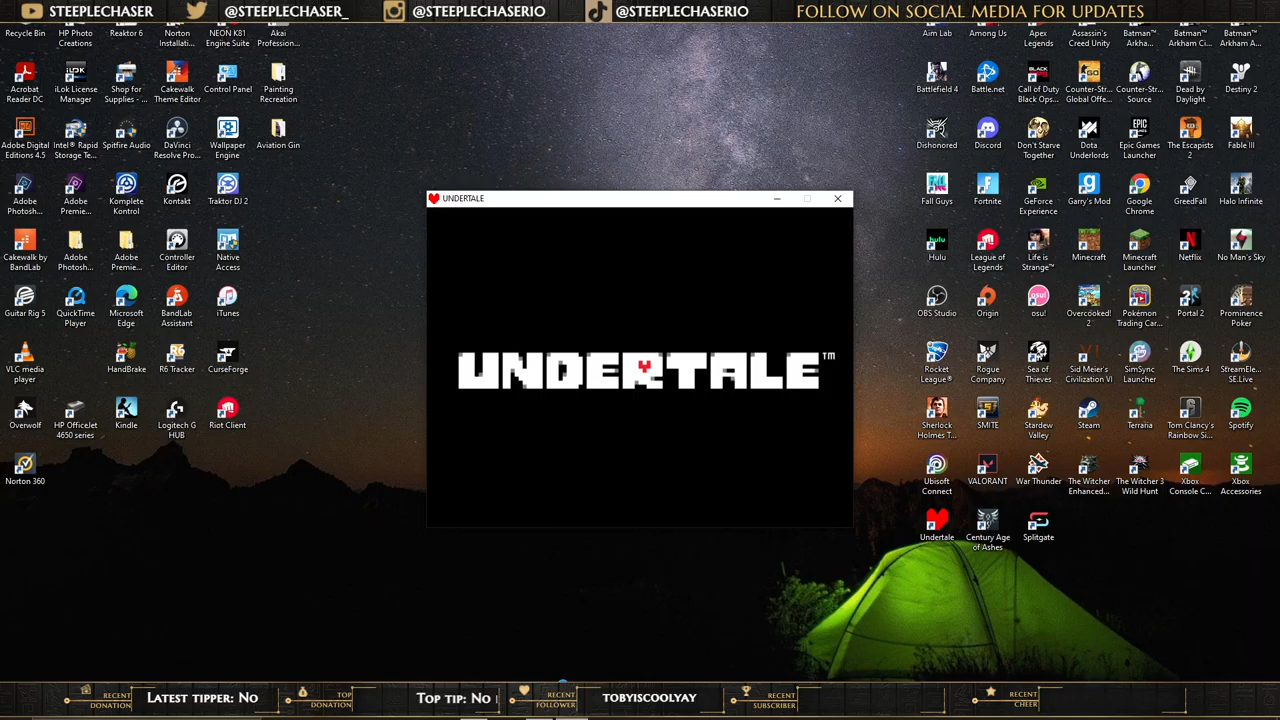 STEEPLECHASER @STEEPLECHASER_ @STEEPLECHASERIO @STEEPLECHASERIO FOLLOW ON SOCIAL MEDIA FOR UPDATES
Recycle Bin
HP Photo
Creations
Reaktor 6
Norton
Installati...
NEON K81
Engine Suite
Akai
Profession...
Acrobat
Reader DC
iLok License
Manager
Shop for
Supplies - ...
Cakewalk
Theme Editor
Control Panel
Painting
Recreation
Adobe Digital
Editions 4.5
Intel® Rapid
Storage Te...
Spitfire Audio
DaVinci
Resolve Pro...
Wallpaper
Engine
Aviation Gin
Adobe
Photosh...
Adobe
Premie...
Komplete
Kontrol
Kontakt
Traktor DJ 2
Cakewalk by
BandLab
Adobe
Photosh...
Adobe
Premie...
Controller
Editor
Native
Access
Guitar Rig 5
QuickTime
Player
Microsoft
Edge
BandLab
Assistant
iTunes
VLC media
player
HandBrake
R6 Tracker
CurseForge
Overwolf
HP OfficeJet
4650 series
Kindle
Logitech G
HUB
Riot Client
Norton 360
UNDERTALE
UNDERTALE™
Aim Lab
Among Us
Apex
Legends
Assassin's
Creed Unity
Batman™
Arkham...
Batman™
Arkham Ci...
Batman™
Arkham...
Battlefield 4
Battle.net
Call of Duty
Black Ops...
Counter-Str...
Global Offe...
Counter-Str...
Source
Dead by
Daylight
Destiny 2
Dishonored
Discord
Don't Starve
Together
Dota
Underlords
Epic Games
Launcher
The Escapists
2
Fable III
Fall Guys
Fortnite
GeForce
Experience
Garry's Mod
Google
Chrome
GreedFall
Halo Infinite
Hulu
League of
Legends
Life is
Strange™
Minecraft
Minecraft
Launcher
Netflix
No Man's Sky
OBS Studio
Origin
osu!
Overcooked!
2
Pokémon
Trading Car...
Portal 2
Prominence
Poker
Rocket
League®
Rogue
Company
Sea of
Thieves
Sid Meier's
Civilization VI
SimSync
Launcher
The Sims 4
StreamEle...
SE.Live
Sherlock
Holmes T...
SMITE
Stardew
Valley
Steam
Terraria
Tom Clancy's
Rainbow Si...
Spotify
Ubisoft
Connect
VALORANT
War Thunder
The Witcher
Enhanced...
The Witcher 3
Wild Hunt
Xbox
Console C...
Xbox
Accessories
Undertale
Century Age
of Ashes
Splitgate
RECENT
DONATION
LATEST TIPPER: NO
TOP
DONATION
TOP TIP: NO
RECENT
FOLLOWER
TOBYISCOOLYAY
RECENT
SUBSCRIBER
RECENT
CHEER